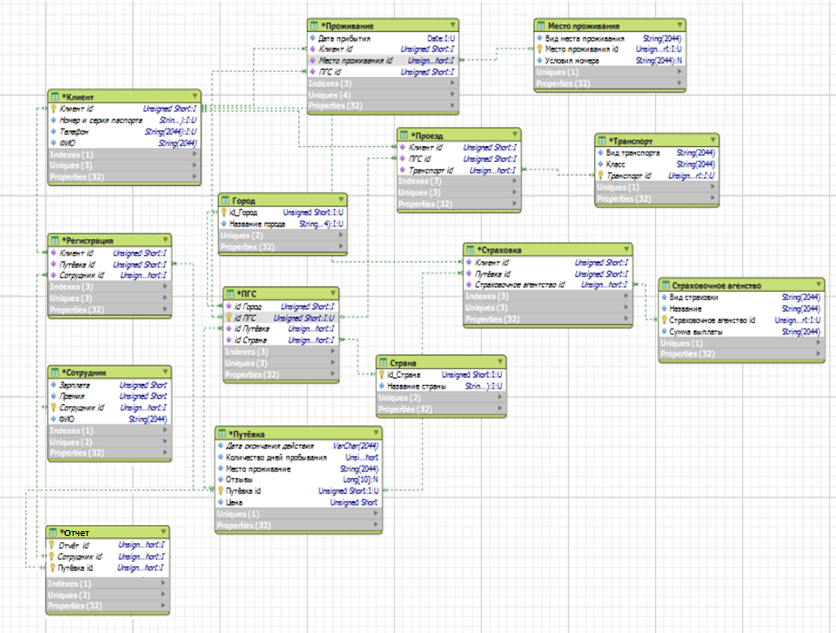 *Проживание
Дата прибытия Date:I:U
Клиент id Unsigned Short:I
Место проживания id Unsign...hort:I
ПГС id Unsigned Short:I
Indexes (3)
Uniques (4)
Properties (32)
Место проживания
Вид места проживания String(2044)
Место проживания id Unsign...rt:I:U
Условия номера String(2044):N
Uniques (1)
Properties (32)
*Клиент
Клиент id Unsigned Short:I
Номер и серия паспорта Strin...):I:U
Телефон String(2044):I:U
ФИО String(2044)
Indexes (1)
Uniques (3)
Properties (32)
*Проезд
Клиент id Unsigned Short:I
ПГС id Unsigned Short:I
Транспорт id Unsign...hort:I
Indexes (3)
Uniques (3)
Properties (32)
*Транспорт
Вид транспорта String(2044)
Класс String(2044)
Транспорт id Unsign...rt:I:U
Uniques (1)
Properties (32)
Город
id_Город Unsigned Short:I:U
Название города String...4):I:U
Uniques (2)
Properties (32)
*Регистрация
Клиент id Unsigned Short:I
Путёвка id Unsigned Short:I
Сотрудник id Unsign...hort:I
Indexes (3)
Uniques (3)
Properties (32)
*Страховка
Клиент id Unsigned Short:I
Путёвка id Unsigned Short:I
Страховочное агентство id Unsign...hort:I
Indexes (3)
Uniques (3)
Properties (32)
Страховочное агенство
Вид страховки String(2044)
Название String(2044)
Страховочное агенство id Unsign...rt:I:U
Сумма выплаты String(2044)
Uniques (1)
Properties (32)
*ПГС
id Город Unsigned Short:I
id ПГС Unsigned Short:I:U
id Путёвка Unsign...hort:I
id Страна Unsign...hort:I
Indexes (3)
Uniques (3)
Properties (32)
Страна
id_Страна Unsigned Short:I:U
Название страны Strin...):I:U
Uniques (2)
Properties (32)
*Сотрудник
Зарплата Unsigned Short
Премия Unsigned Short
Сотрудник id Unsign...hort:I
ФИО String(2044)
Indexes (1)
Uniques (2)
Properties (32)
*Путёвка
Дата окончания действия VarChar(2044)
Количество дней пробывания Unsi...hort
Место проживание String(2044)
Отзывы Long[10]:N
Путёвка id Unsigned Short:I:U
Цена Unsigned Short
Uniques (1)
Properties (32)
*Отчет
Отчёт id Unsign...hort:I
Сотрудник id Unsign...hort:I
Путёвка id Unsign...hort:I
Indexes (1)
Uniques (2)
Properties (32)